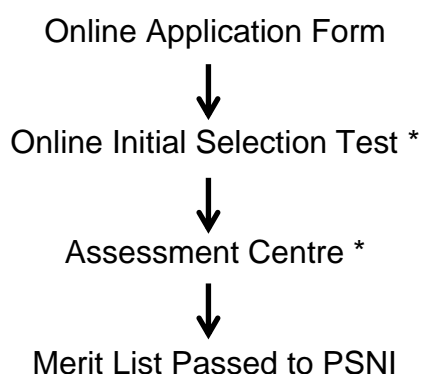 Online Application Form
Online Initial Selection Test *
Assessment Centre *
Merit List Passed to PSNI